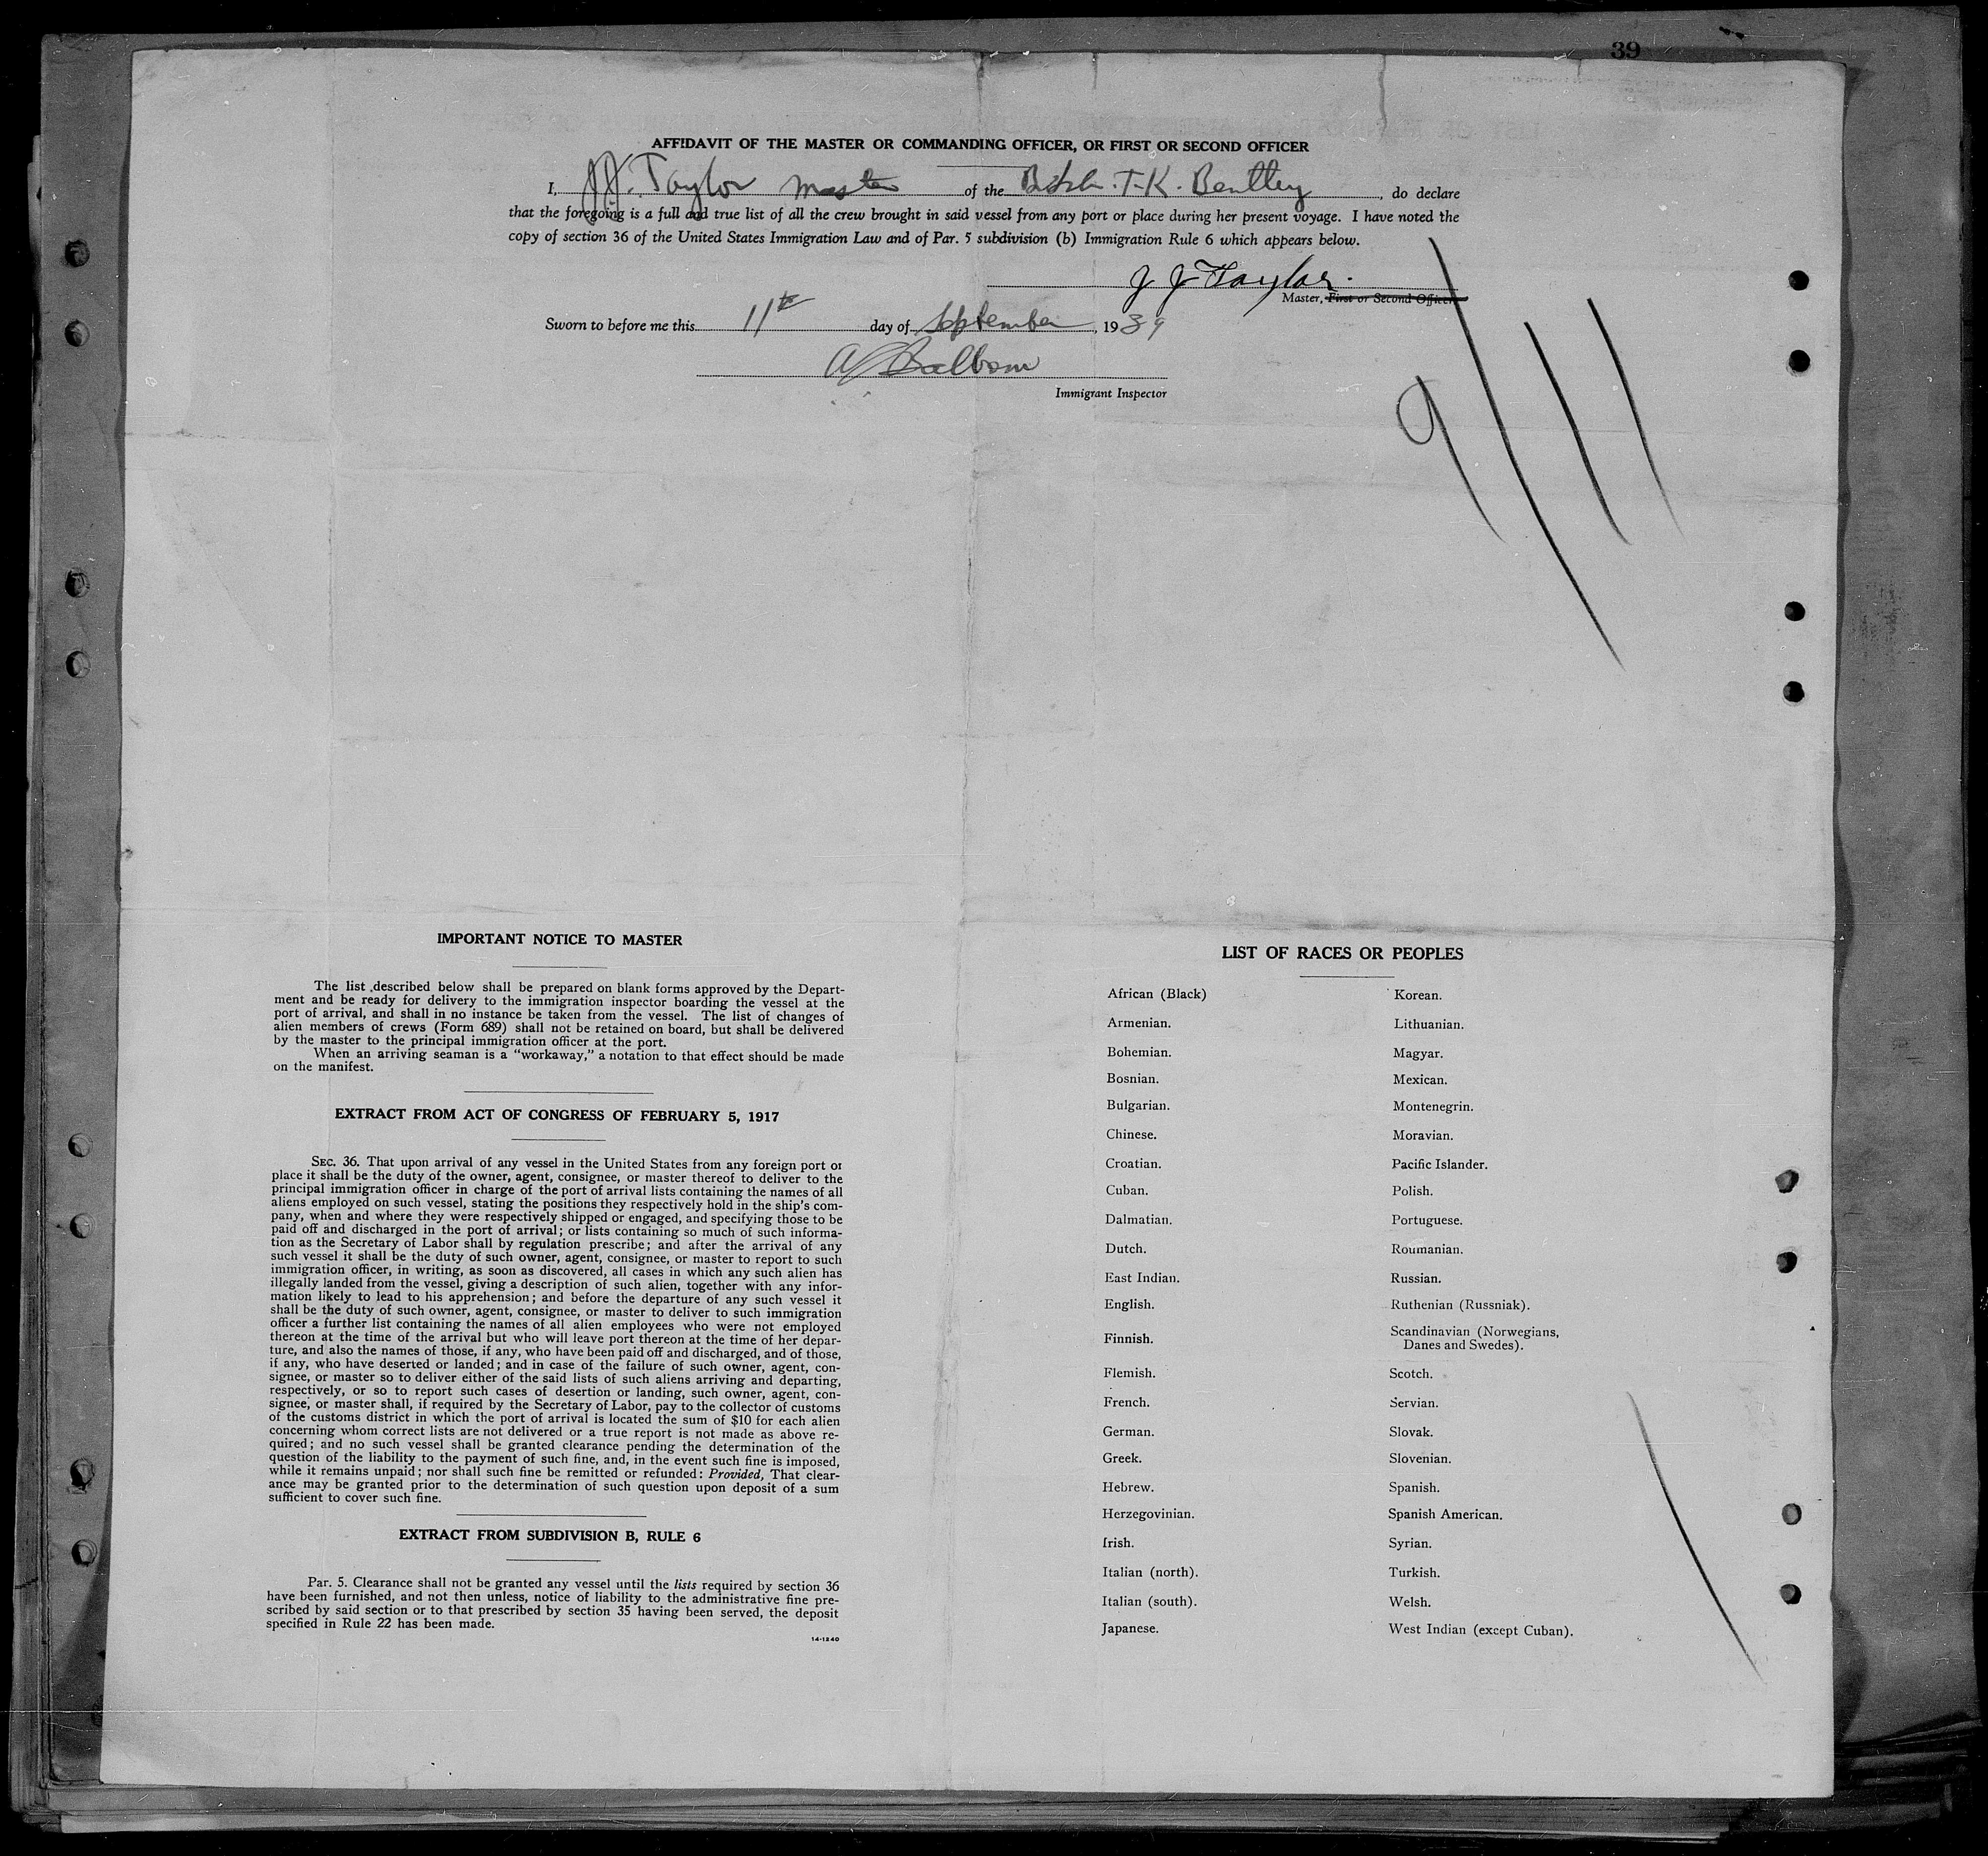 39
AFFIDAVIT OF THE MASTER OR COMMANDING OFFICER, OR FIRST OR SECOND OFFICER
I, J.J. Taylor master of the T.K. Bentley, do declare
that the foregoing is a full and true list of all the crew brought in said vessel from any port or place during her present voyage. I have noted the
copy of section 36 of the United States Immigration Law and of Par. 5 subdivision (b) Immigration Rule 6 which appears below.
J J Taylor.
Master, First or Second Officer
Sworn to before me this 11th day of September, 1939
Immigrant Inspector
9/11
IMPORTANT NOTICE TO MASTER
The list described below shall be prepared on blank forms approved by the Depart-
ment and be ready for delivery to the immigration inspector boarding the vessel at the
port of arrival, and shall in no instance be taken from the vessel. The list of changes of
alien members of crews (Form 689) shall not be retained on board, but shall be delivered
by the master to the principal immigration officer at the port.
When an arriving seaman is a "workaway," a notation to that effect should be made
on the manifest.
EXTRACT FROM ACT OF CONGRESS OF FEBRUARY 5, 1917
SEC. 36. That upon arrival of any vessel in the United States from any foreign port or
place it shall be the duty of the owner, agent, consignee, or master thereof to deliver to the
principal immigration officer in charge of the port of arrival lists containing the names of all
aliens employed on such vessel, stating the positions they respectively hold in the ship's com-
pany, when and where they were respectively shipped or engaged, and specifying those to be
paid off and discharged in the port of arrival; or lists containing so much of such informa-
tion as the Secretary of Labor shall by regulation prescribe; and after the arrival of any
such vessel it shall be the duty of such owner, agent, consignee, or master to report to such
immigration officer, in writing, as soon as discovered, all cases in which any such alien has
illegally landed from the vessel, giving a description of such alien, together with any infor-
mation likely to lead to his apprehension; and before the departure of any such vessel it
shall be the duty of such owner, agent, consignee, or master to deliver to such immigration
officer a further list containing the names of all alien employees who were not employed
thereon at the time of the arrival but who will leave port thereon at the time of her depar-
ture, and also the names of those, if any, who have been paid off and discharged, and of those,
if any, who have deserted or landed; and in case of the failure of such owner, agent, con-
signee, or master so to deliver either of the said lists of such aliens arriving and departing,
respectively, or so to report such cases of desertion or landing, such owner, agent, con-
signee, or master shall, if required by the Secretary of Labor, pay to the collector of customs
of the customs district in which the port of arrival is located the sum of $10 for each alien
concerning whom correct lists are not delivered or a true report is not made as above re-
quired; and no such vessel shall be granted clearance pending the determination of the
question of the liability to the payment of such fine, and, in the event such fine is imposed,
while it remains unpaid; nor shall such fine be remitted or refunded: Provided, That clear-
ance may be granted prior to the determination of such question upon deposit of a sum
sufficient to cover such fine.
EXTRACT FROM SUBDIVISION B, RULE 6
Par. 5. Clearance shall not be granted any vessel until the lists required by section 36
have been furnished, and not then unless, notice of liability to the administrative fine pre-
scribed by said section or to that prescribed by section 35 having been served, the deposit
specified in Rule 22 has been made.
14-1240
LIST OF RACES OR PEOPLES
African (Black)
Armenian.
Bohemian.
Bosnian.
Bulgarian.
Chinese.
Croatian.
Cuban.
Dalmatian.
Dutch.
East Indian.
English.
Finnish.
Flemish.
French.
German.
Greek.
Hebrew.
Herzegovinian.
Irish.
Italian (north).
Italian (south).
Japanese.
Korean.
Lithuanian.
Magyar.
Mexican.
Montenegrin.
Moravian.
Pacific Islander.
Polish.
Portuguese.
Roumanian.
Russian.
Ruthenian (Russniak).
Scandinavian (Norwegians,
Danes and Swedes).
Scotch.
Servian.
Slovak.
Slovenian.
Spanish.
Spanish American.
Syrian.
Turkish.
Welsh.
West Indian (except Cuban).